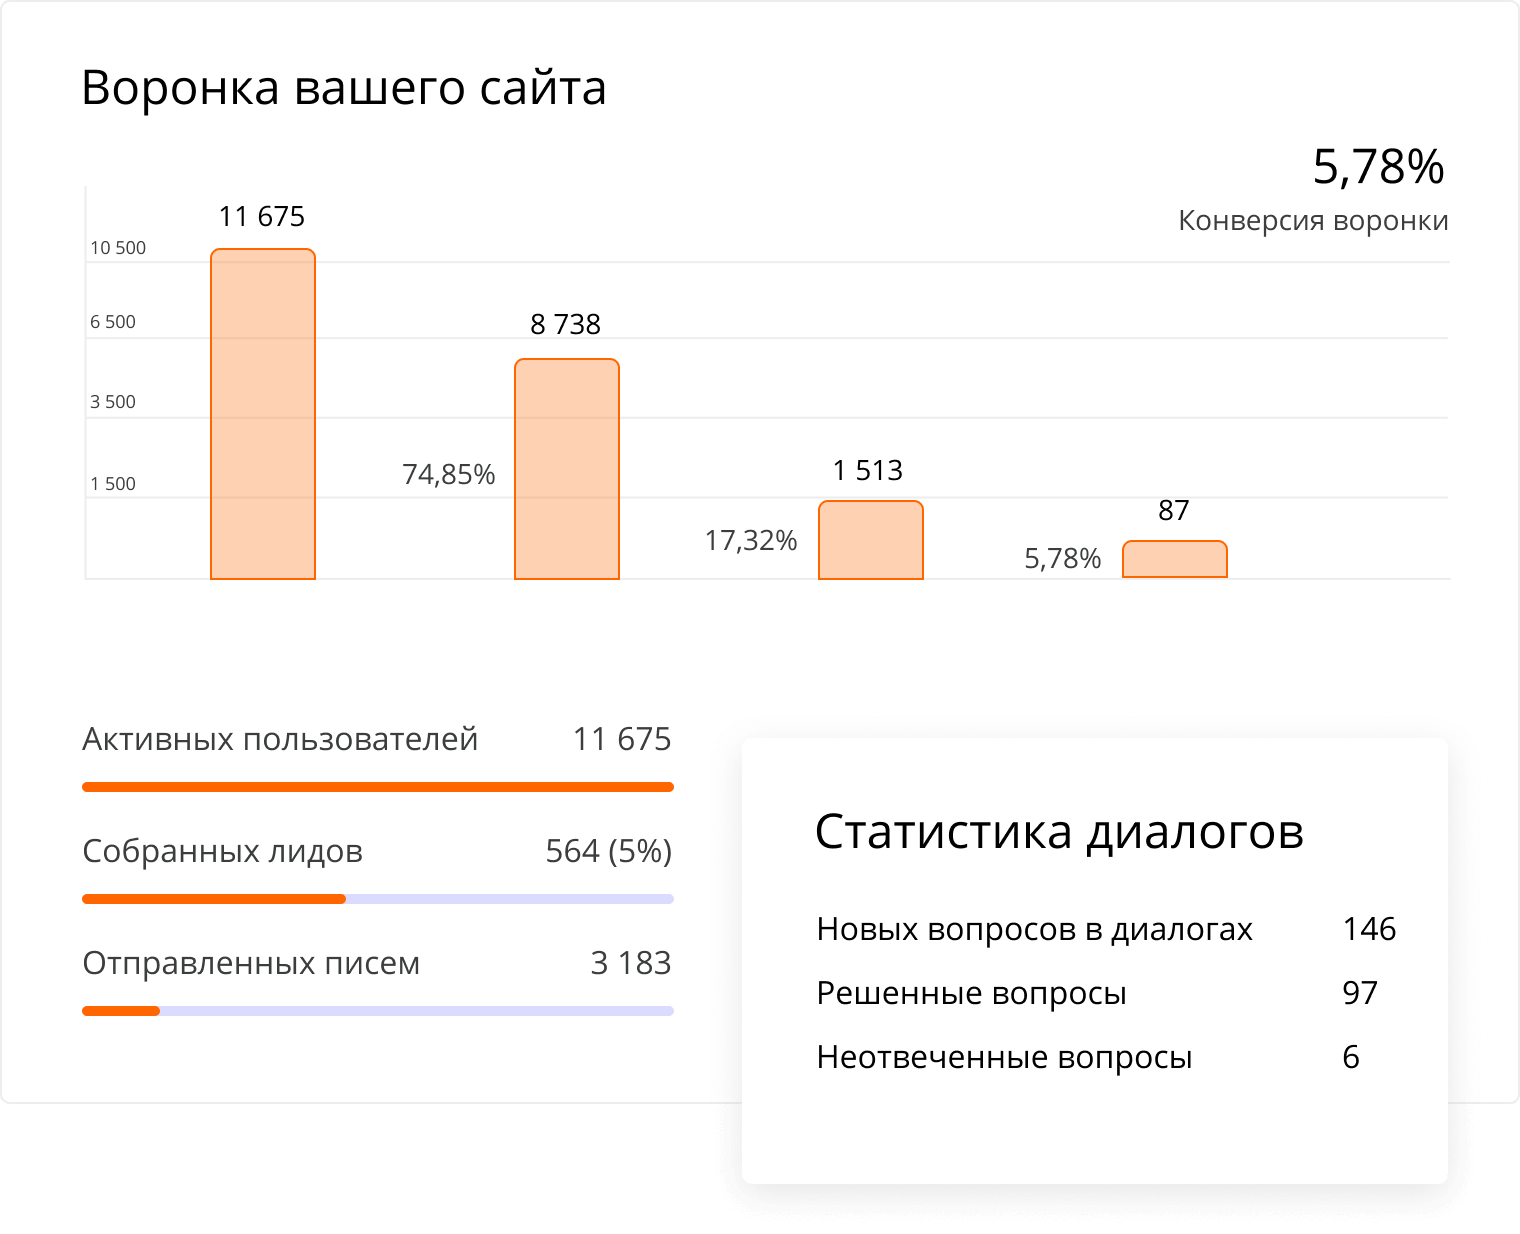 Воронка вашего сайта
5,78%
Конверсия воронки
11 675
10 500
6 500
8 738
3 500
74,85%
1 513
1 500
87
17,32%
5,78%
Активных пользователей 11 675
Собранных лидов 564 (5%)
Отправленных писем 3 183
Статистика диалогов
Новых вопросов в диалогах 146
Решенные вопросы 97
Неотвеченные вопросы 6